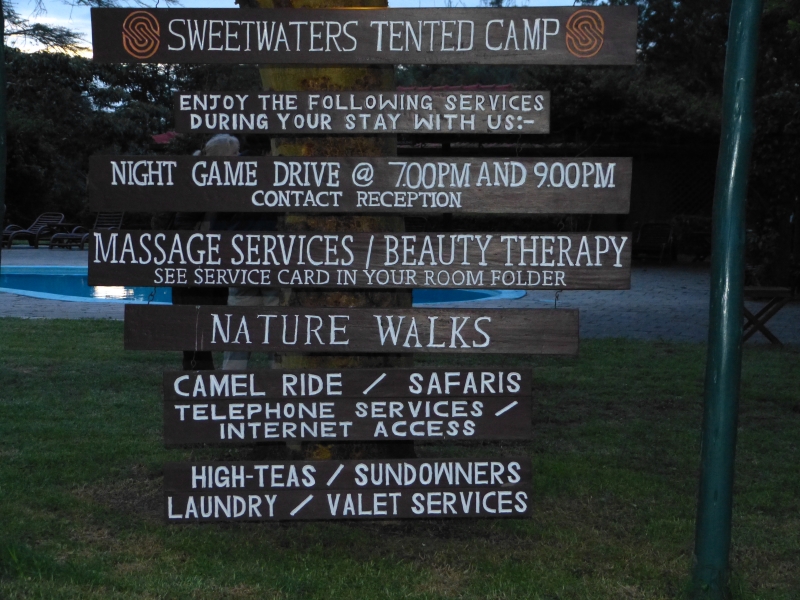 SWEETWATERS TENTED CAMP
ENJOY THE FOLLOWING SERVICES
DURING YOUR STAY WITH US:-
NIGHT GAME DRIVE @ 7.00PM AND 9.00PM
CONTACT RECEPTION
MASSAGE SERVICES / BEAUTY THERAPY
SEE SERVICE CARD IN YOUR ROOM FOLDER
NATURE WALKS
CAMEL RIDE / SAFARIS
TELEPHONE SERVICES /
INTERNET ACCESS
HIGH-TEAS / SUNDOWNERS
LAUNDRY / VALET SERVICES